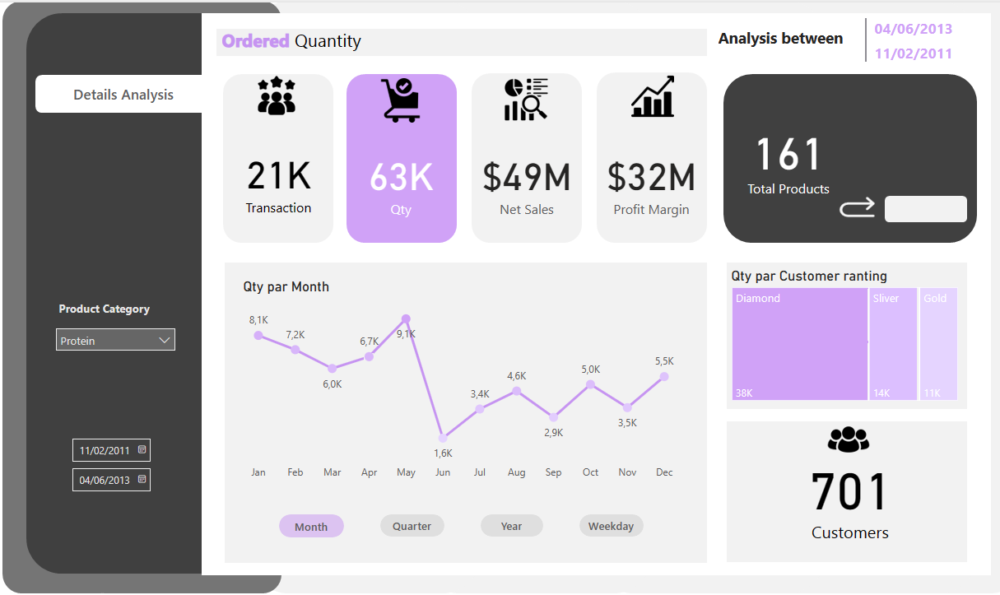 Details Analysis
Product Category
Protein
11/02/2011
04/06/2013
Ordered Quantity
Analysis between
04/06/2013
11/02/2011
21K
Transaction
63K
Qty
$49M
Net Sales
$32M
Profit Margin
161
Total Products
Qty par Month
8,1K
7,2K
6,0K
6,7K
9,1K
1,6K
3,4K
4,6K
2,9K
5,0K
3,5K
5,5K
Jan Feb Mar Apr May Jun Jul Aug Sep Oct Nov Dec
Month Quarter Year Weekday
Qty par Customer ranting
Diamond Sliver Gold
38K 14K 11K
701
Customers